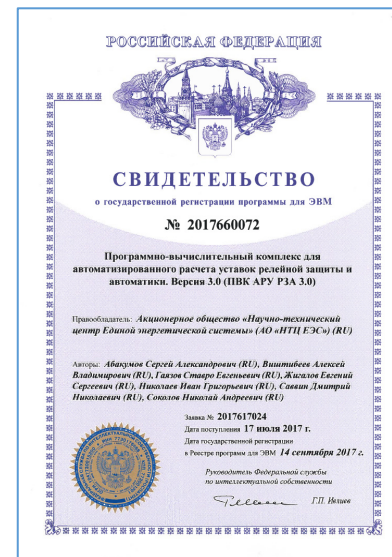 РОССИЙСКАЯ ФЕДЕРАЦИЯ
СВИДЕТЕЛЬСТВО
о государственной регистрации программы для ЭВМ
№ 2017660072
Программно-вычислительный комплекс для
автоматизированного расчета уставок релейной защиты и
автоматики. Версия 3.0 (ПВК АРУ РЗА 3.0)
Правообладатель: Акционерное общество «Научно-технический
центр Единой энергетической системы» (АО «НТЦ ЕЭС») (RU)
Авторы: Абакумов Сергей Александрович (RU), Виштибеев Алексей
Владимирович (RU), Гаязов Ставро Евгеньевич (RU), Жигалов Евгений
Сергеевич (RU), Николаев Иван Григорьевич (RU), Саввин Дмитрий
Николаевич (RU), Соколов Николай Андреевич (RU)
Заявка № 2017617024
Дата поступления 17 июля 2017 г.
Дата государственной регистрации
в Реестре программ для ЭВМ 14 сентября 2017 г.
Руководитель Федеральной службы
по интеллектуальной собственности
Г.П. Ивлиев